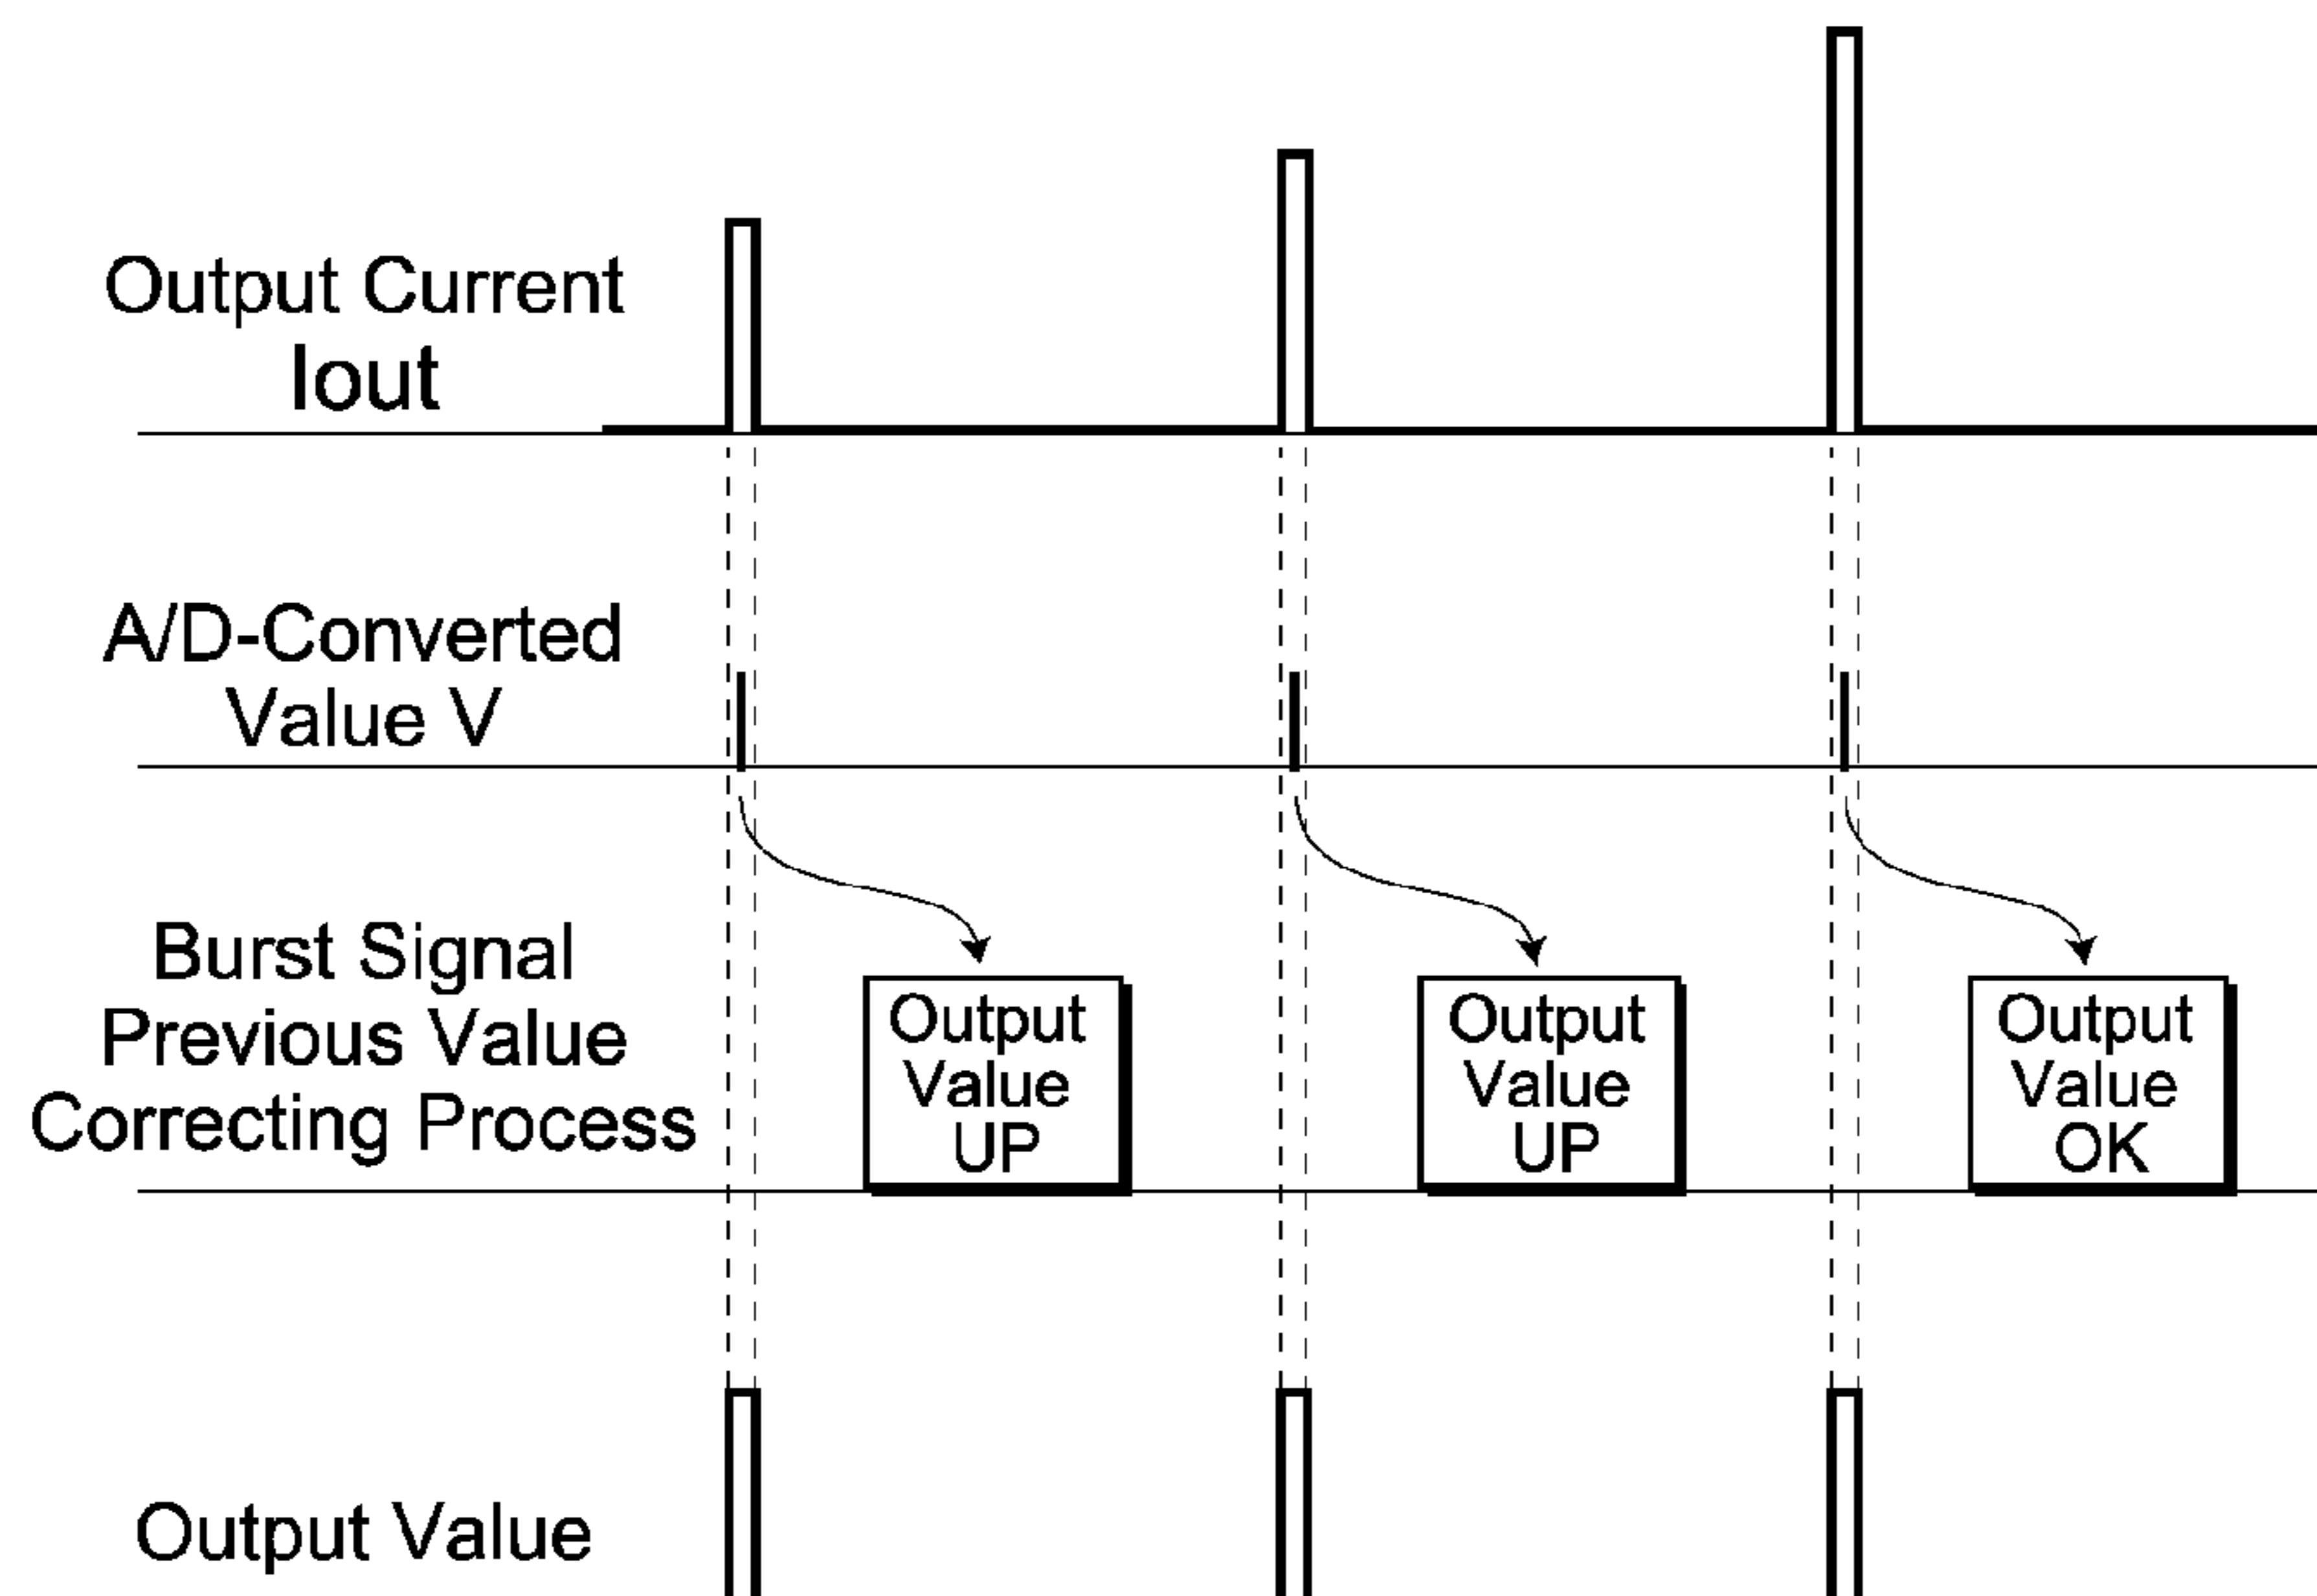 Output Current
Iout
A/D-Converted
Value V
Burst Signal
Previous Value
Correcting Process
Output
Value
UP
Output
Value
UP
Output
Value
OK
Output Value